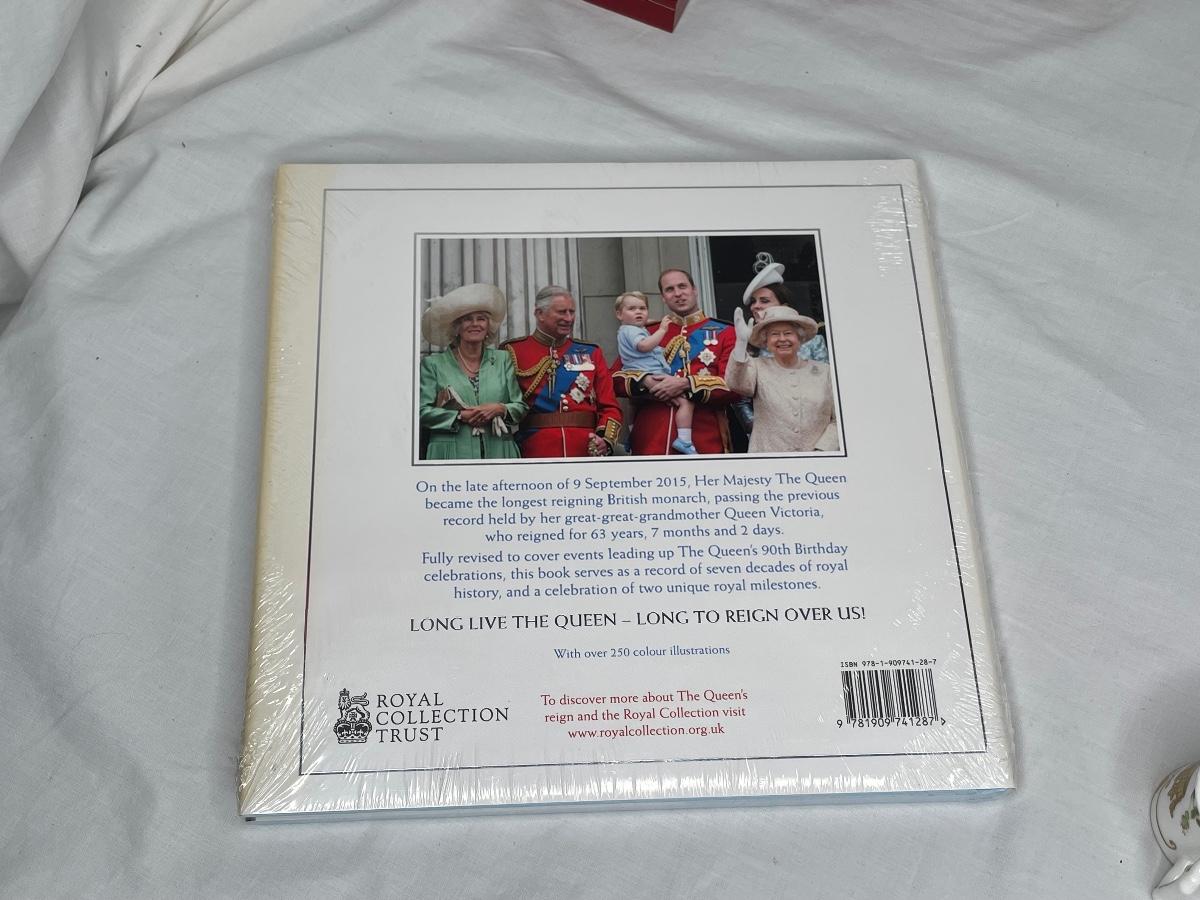 On the late afternoon of 9 September 2015, Her Majesty The Queen
became the longest reigning British monarch, passing the previous
record held by her great-great-grandmother Queen Victoria,
who reigned for 63 years, 7 months and 2 days.
Fully revised to cover events leading up The Queen's 90th Birthday
celebrations, this book serves as a record of seven decades of royal
history, and a celebration of two unique royal milestones.
LONG LIVE THE QUEEN – LONG TO REIGN OVER US!
With over 250 colour illustrations
ROYAL
COLLECTION
TRUST
To discover more about The Queen's
reign and the Royal Collection visit
www.royalcollection.org.uk
ISBN 978-1-909741-28-7
9 781909 741287 >